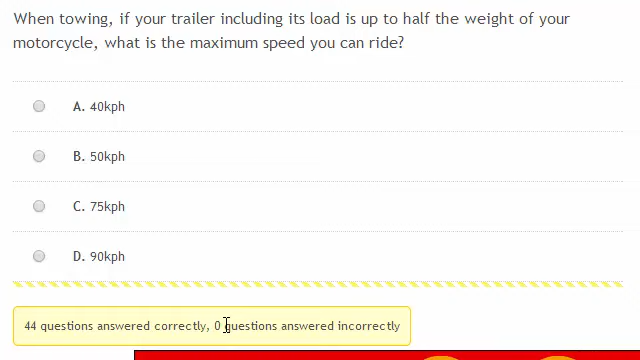 When towing, if your trailer including its load is up to half the weight of your
motorcycle, what is the maximum speed you can ride?
A. 40kph
B. 50kph
C. 75kph
D. 90kph
44 questions answered correctly, 0 questions answered incorrectly